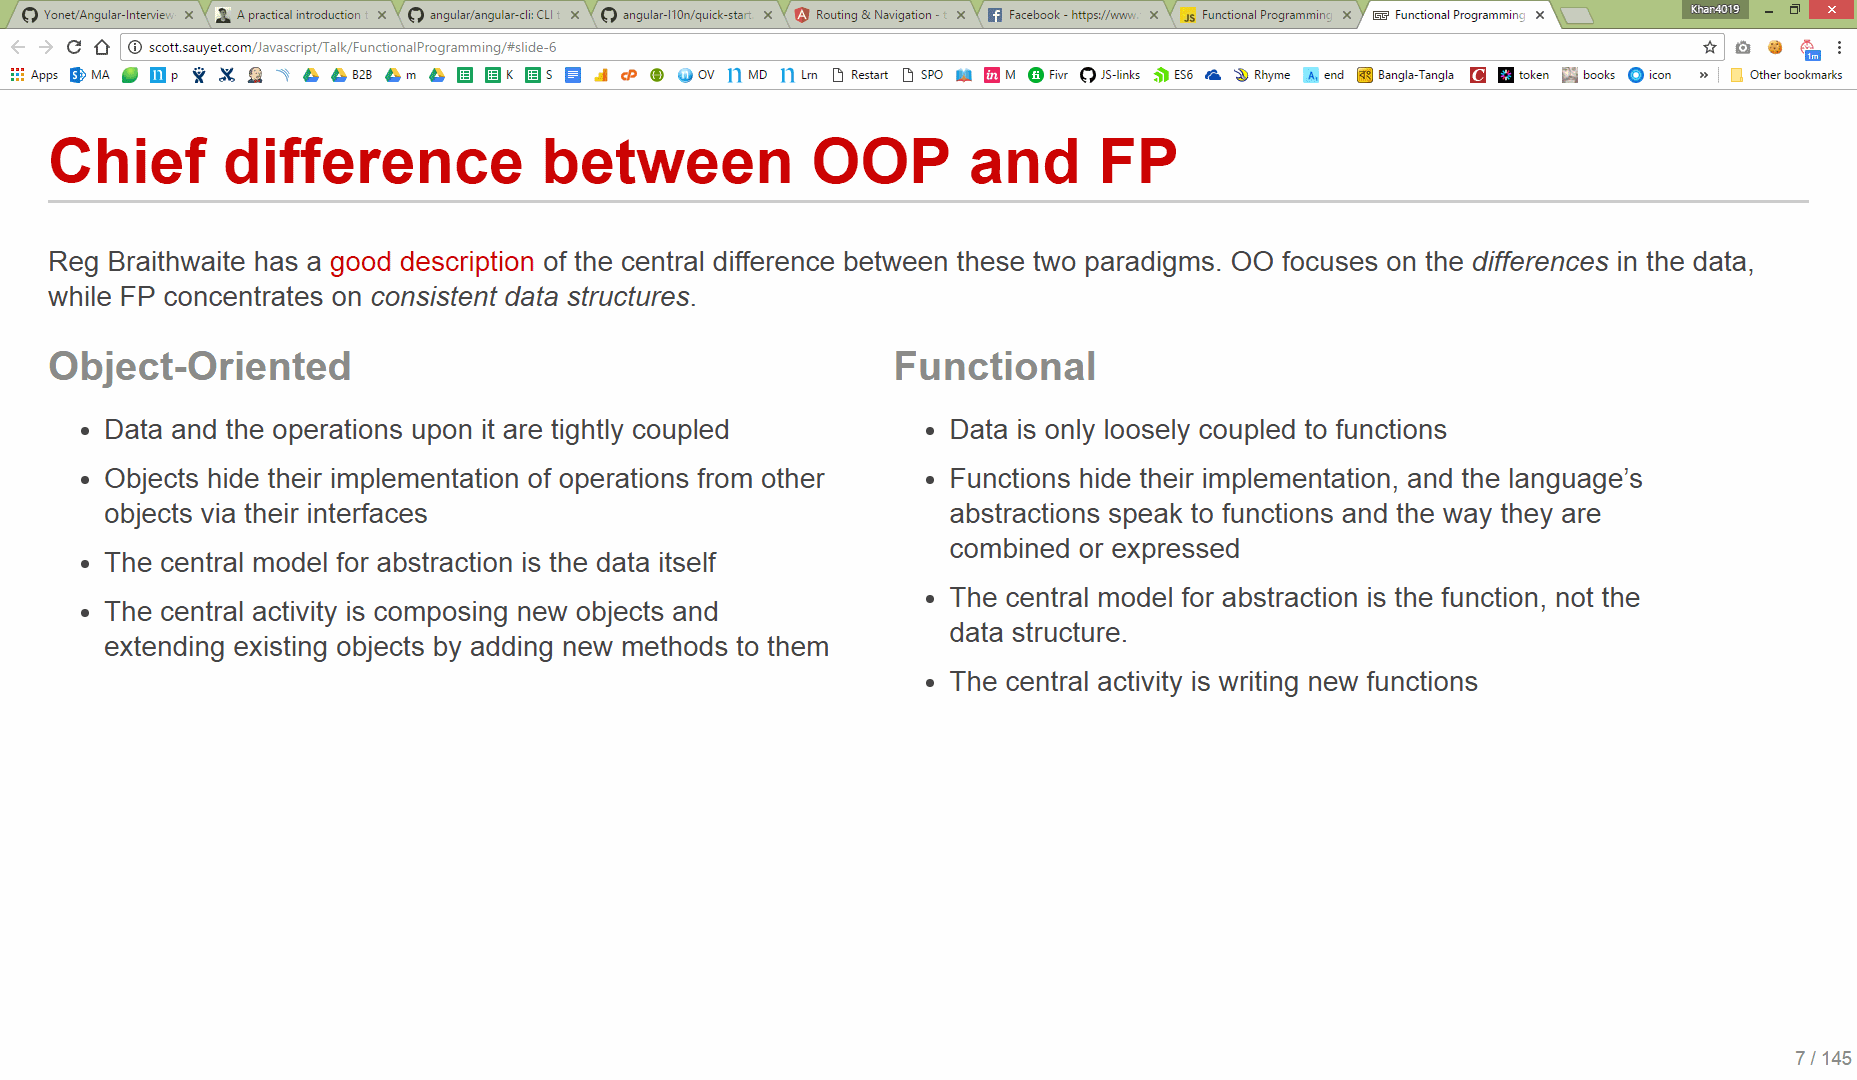 Yonet/Angular-Interview
A practical introduction t
angular/angular-cli: CLI t
angular-l10n/quick-start.
Routing & Navigation - t
Facebook - https://www.
JS Functional Programming
Functional Programming
Khan4019
scott.sauyet.com/Javascript/Talk/FunctionalProgramming/#slide-6
1m
Apps MA n p B2B m K S cP OV MD Lrn Restart SPO in M fi Fivr JS-links ES6 Rhyme A, end Bangla-Tangla C token books icon » Other bookmarks
Chief difference between OOP and FP
Reg Braithwaite has a good description of the central difference between these two paradigms. OO focuses on the differences in the data,
while FP concentrates on consistent data structures.
Object-Oriented
• Data and the operations upon it are tightly coupled
• Objects hide their implementation of operations from other
objects via their interfaces
• The central model for abstraction is the data itself
• The central activity is composing new objects and
extending existing objects by adding new methods to them
Functional
• Data is only loosely coupled to functions
• Functions hide their implementation, and the language’s
abstractions speak to functions and the way they are
combined or expressed
• The central model for abstraction is the function, not the
data structure.
• The central activity is writing new functions
7 / 145